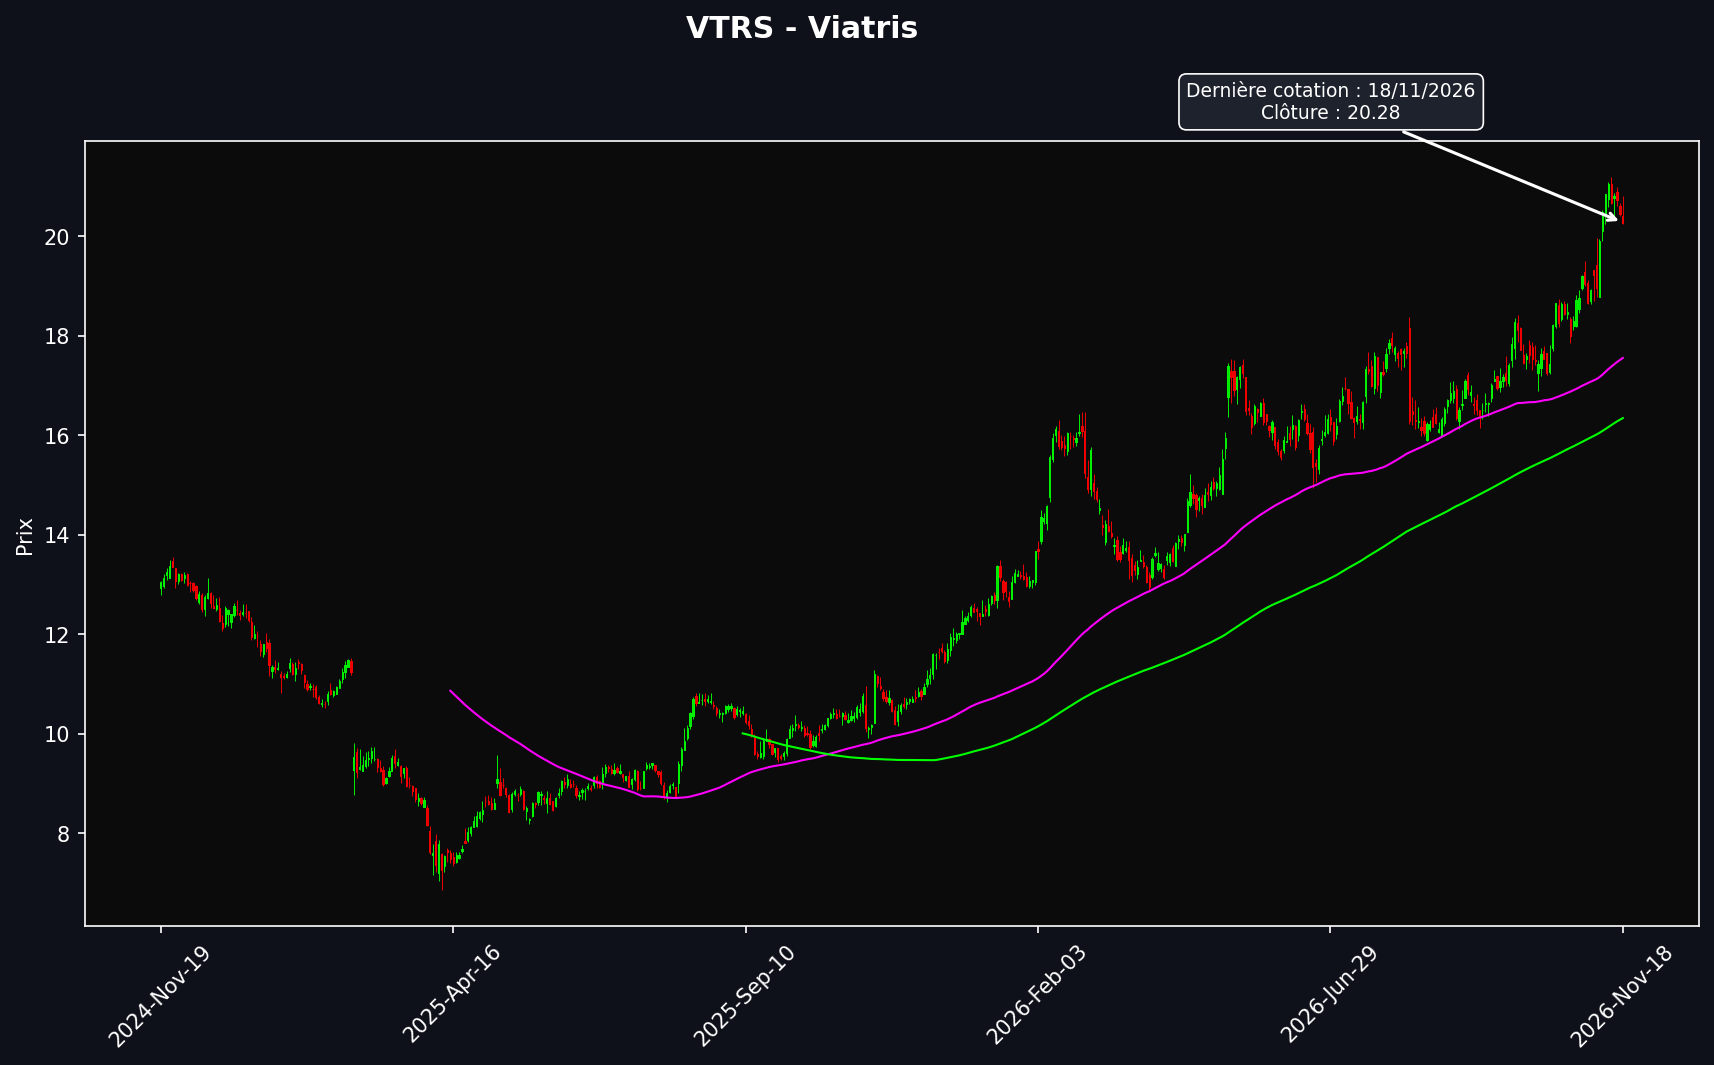 VTRS - Viatris
Dernière cotation : 18/11/2026
Clôture : 20.28
Prix
20
18
16
14
12
10
8
2024-Nov-19
2025-Apr-16
2025-Sep-10
2026-Feb-03
2026-Jun-29
2026-Nov-18